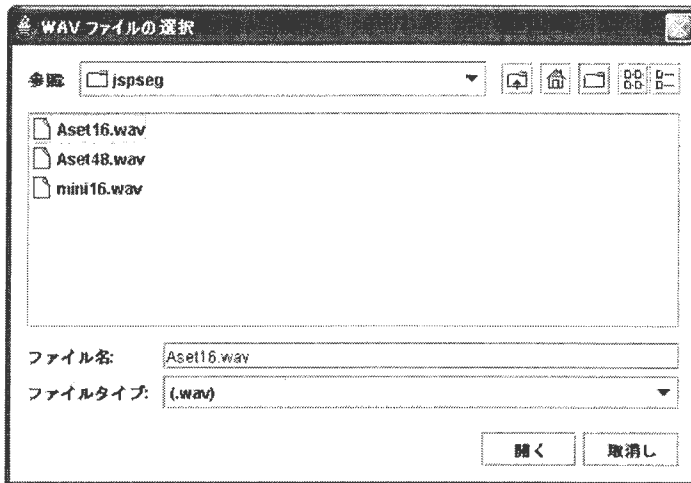 WAV ファイルの選択
参照: jspseg
Aset16.wav
Aset48.wav
mini16.wav
ファイル名: Aset16.wav
ファイルタイプ: (.wav)
開く 取消し